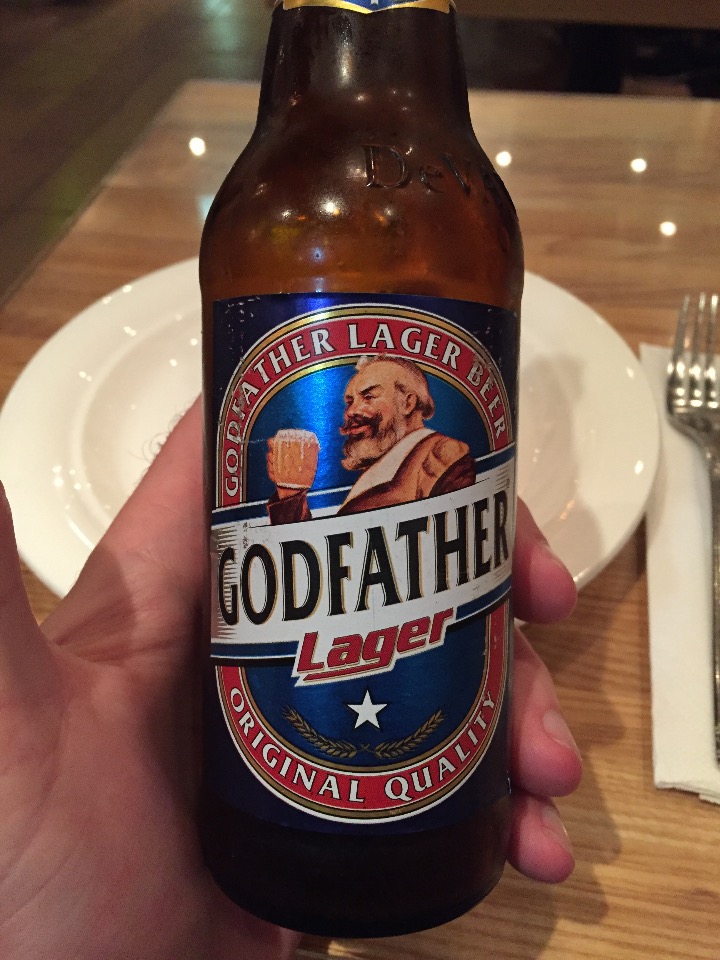 GODFATHER LAGER BEER
GODFATHER
Lager
ORIGINAL QUALITY